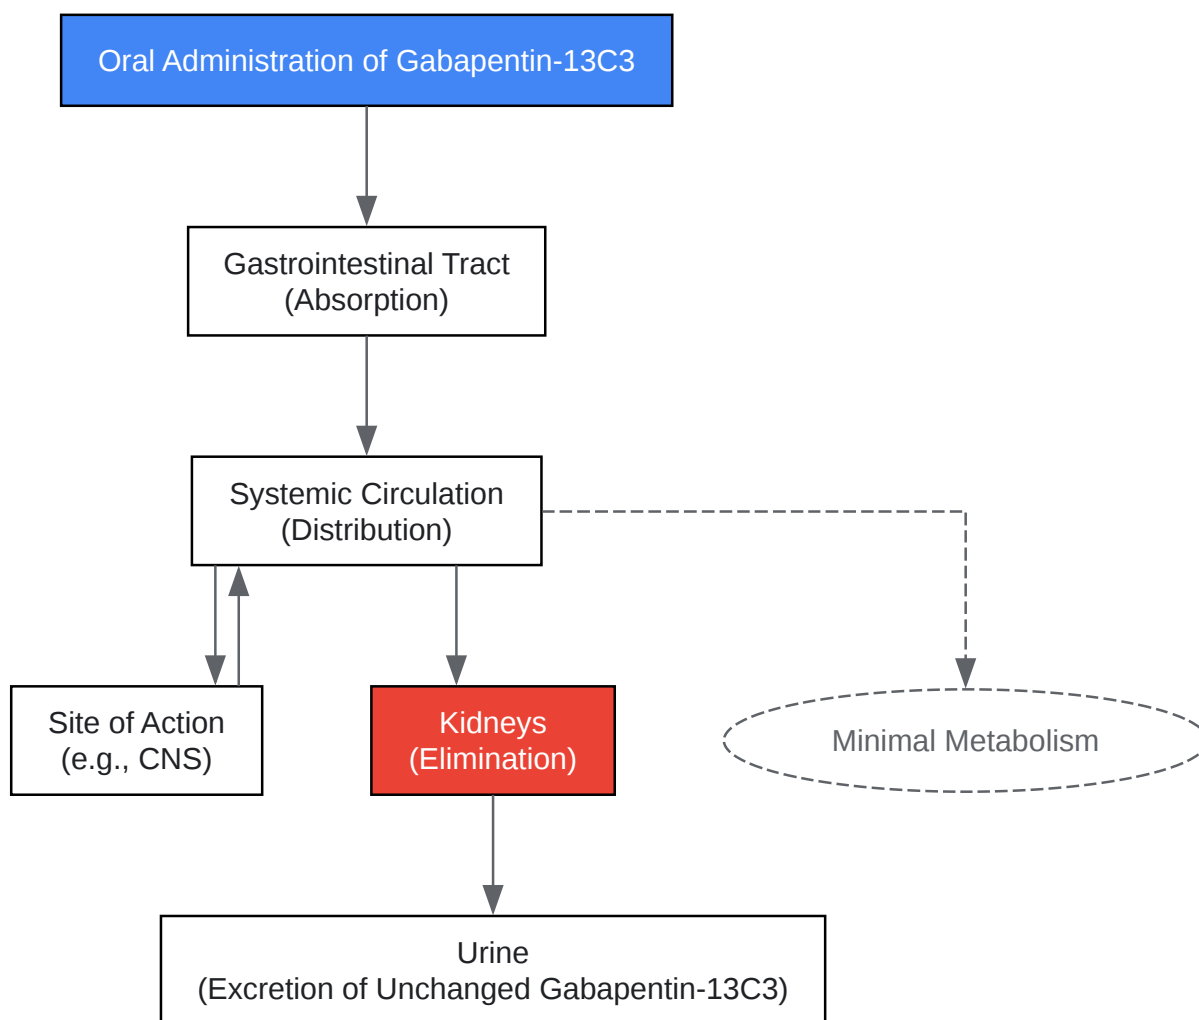 Oral Administration of Gabapentin-13C3
Gastrointestinal Tract
(Absorption)
Systemic Circulation
(Distribution)
Site of Action
(e.g., CNS)
Kidneys
(Elimination)
Minimal Metabolism
Urine
(Excretion of Unchanged Gabapentin-13C3)